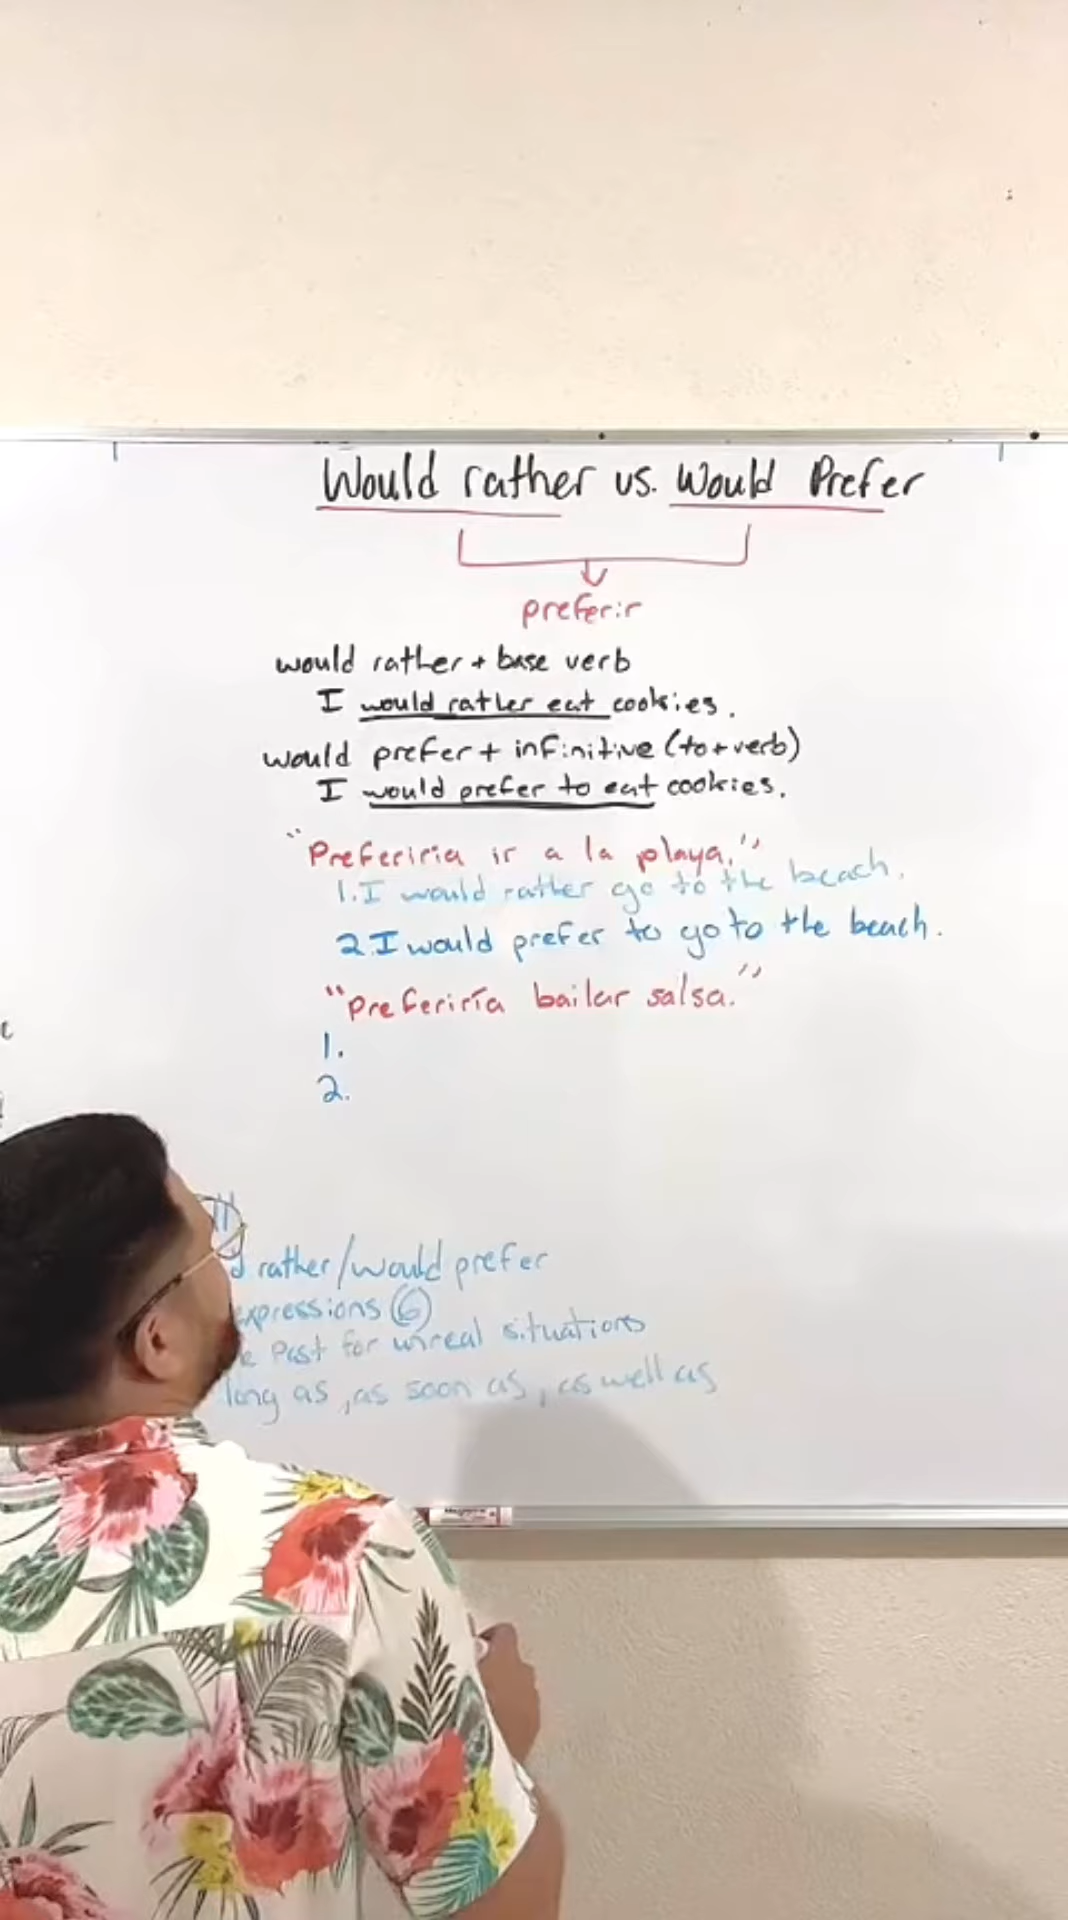 Would rather vs. Would Prefer
preferir
would rather + base verb
I would rather eat cookies.
would prefer + infinitive (to + verb)
I would prefer to eat cookies.
"Preferiria ir a la playa."
1. I would rather go to the beach.
2. I would prefer to go to the beach.
"Preferiría bailar salsa."
1.
2.
rather/would prefer
expressions (6)
Past for unreal situations
long as, as soon as, as well as